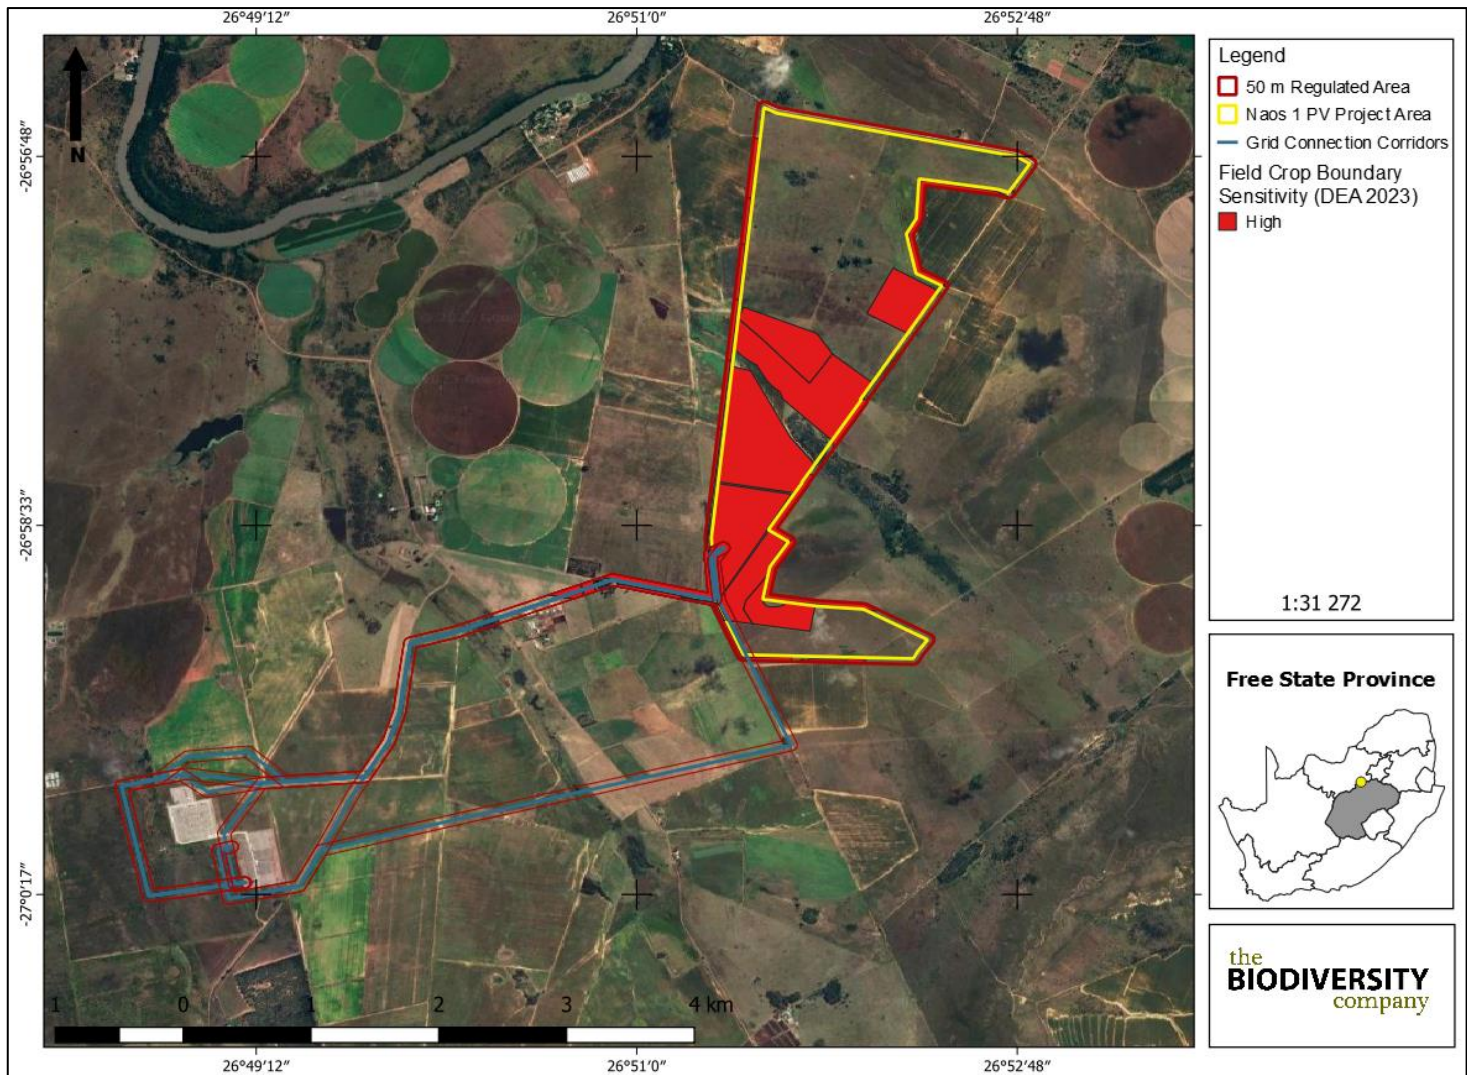 26°49'12"
26°51'0"
26°52'48"
-26°56'48"
-26°58'33"
-27°0'17"
N
Legend
50 m Regulated Area
Naos 1 PV Project Area
Grid Connection Corridors
Field Crop Boundary
Sensitivity (DEA 2023)
High
1:31 272
Free State Province
the
BIODIVERSITY
company
1 0 1 2 3 4 km
26°49'12"
26°51'0"
26°52'48"